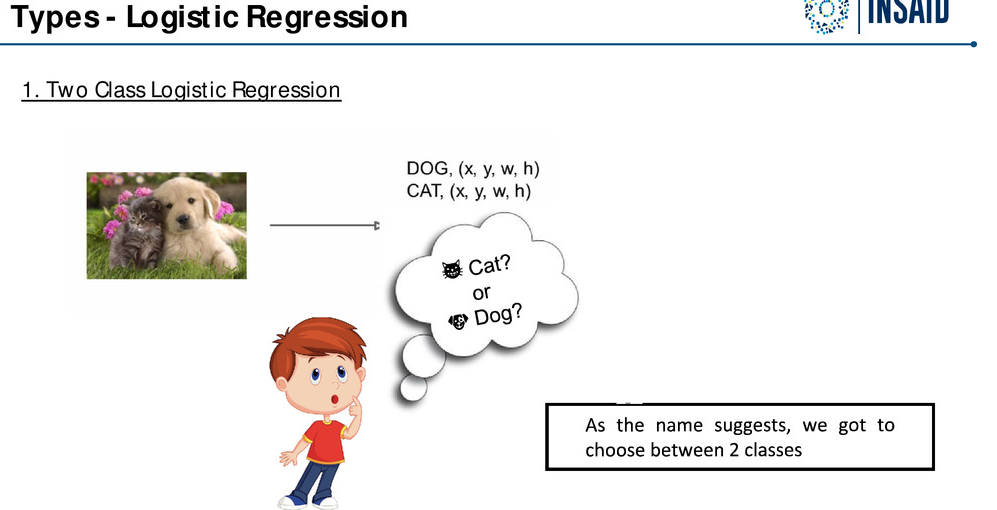 Types - Logistic Regression
INSAID
1. Two Class Logistic Regression
DOG, (x, y, w, h)
CAT, (x, y, w, h)
Cat?
or
Dog?
As the name suggests, we got to
choose between 2 classes